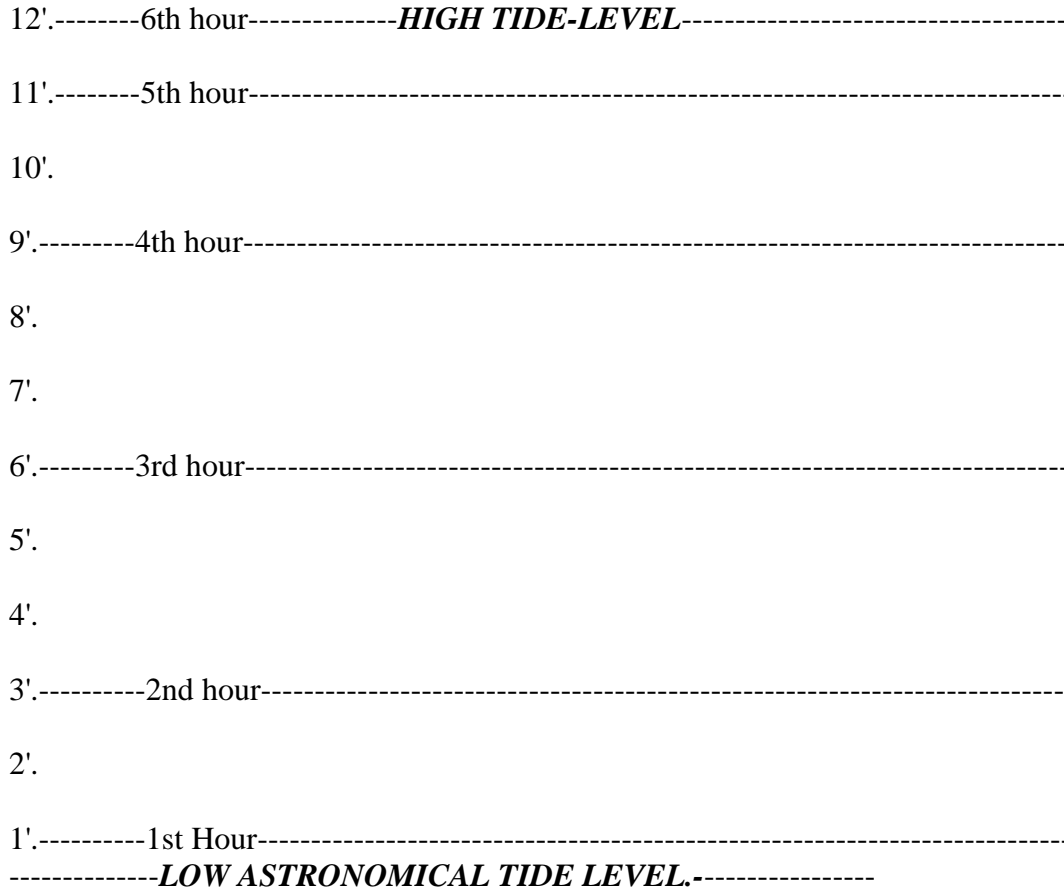 12'.--------6th hour--------------HIGH TIDE-LEVEL------------------------------------
11'.--------5th hour-----------------------------------------------------------------------------
10'.
9'.---------4th hour------------------------------------------------------------------------------
8'.
7'.
6'.---------3rd hour------------------------------------------------------------------------------
5'.
4'.
3'.----------2nd hour----------------------------------------------------------------------------
2'.
1'.----------1st Hour----------------------------------------------------------------------------
--------------LOW ASTRONOMICAL TIDE LEVEL.-----------------